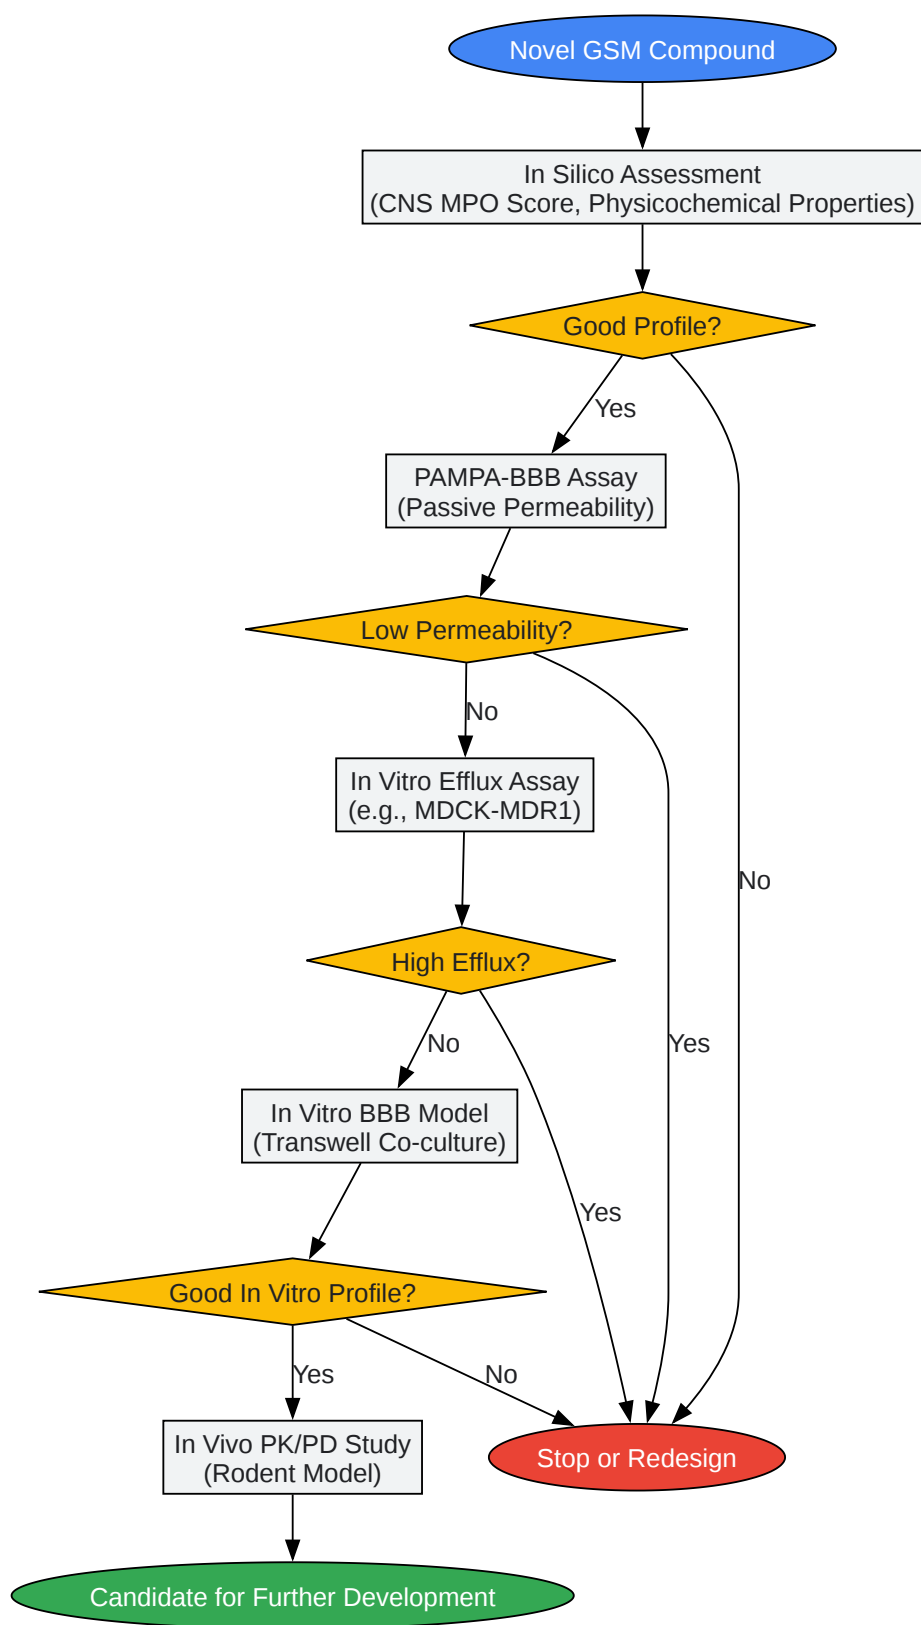 Novel GSM Compound
In Silico Assessment
(CNS MPO Score, Physicochemical Properties)
Good Profile?
Yes
PAMPA-BBB Assay
(Passive Permeability)
Low Permeability?
No
In Vitro Efflux Assay
(e.g., MDCK-MDR1)
No
High Efflux?
No
Yes
In Vitro BBB Model
(Transwell Co-culture)
Yes
Good In Vitro Profile?
Yes
No
In Vivo PK/PD Study
(Rodent Model)
Stop or Redesign
Candidate for Further Development